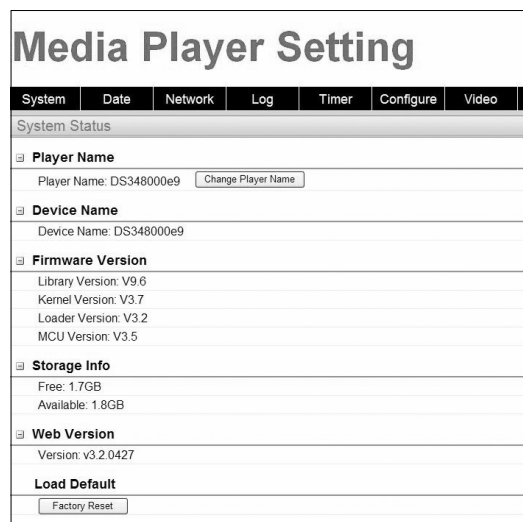 Media Player Setting
System Date Network Log Timer Configure Video
System Status
Player Name
Player Name: DS348000e9 Change Player Name
Device Name
Device Name: DS348000e9
Firmware Version
Library Version: V9.6
Kernel Version: V3.7
Loader Version: V3.2
MCU Version: V3.5
Storage Info
Free: 1.7GB
Available: 1.8GB
Web Version
Version: v3.2.0427
Load Default
Factory Reset